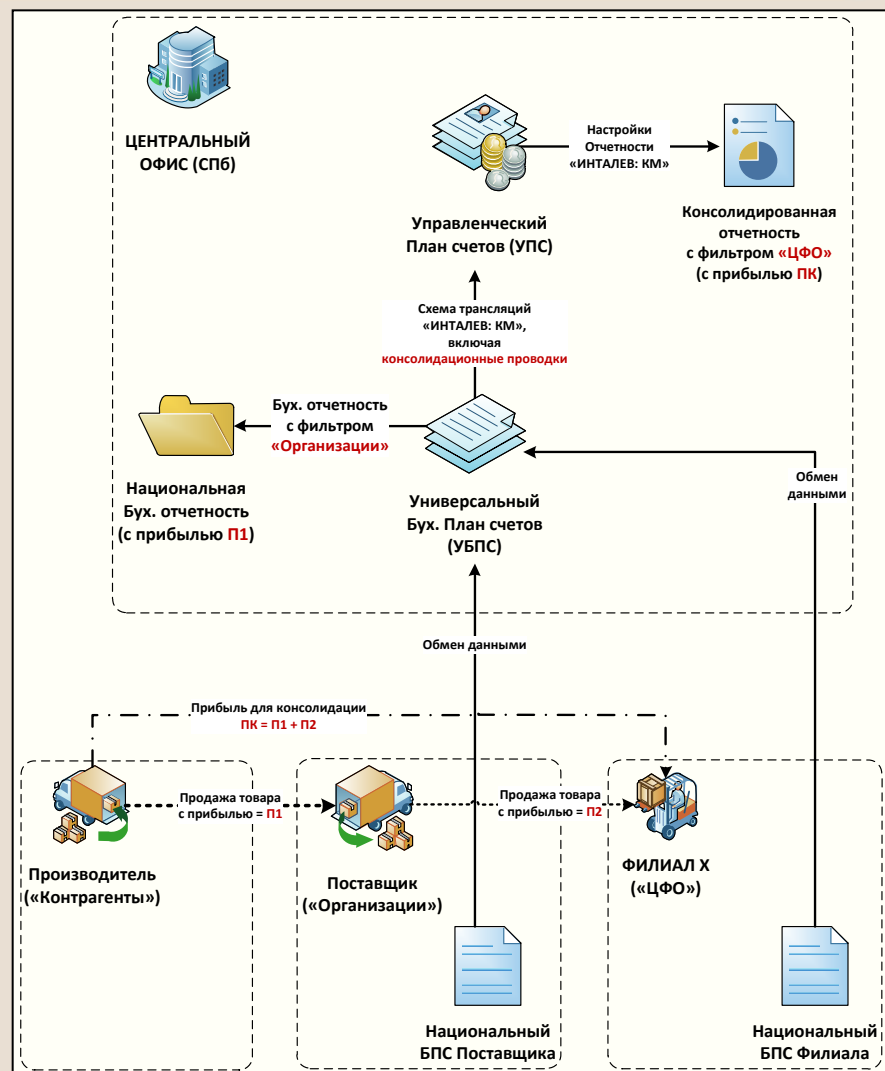 ЦЕНТРАЛЬНЫЙ
ОФИС (СПб)
Настройки
Отчетности
«ИНТАЛЕВ: КМ»
Управленческий
План счетов (УПС)
Консолидированная
отчетность
с фильтром «ЦФО»
(с прибылью ПК)
Схема трансляций
«ИНТАЛЕВ: КМ»,
включая
консолидационные проводки
Бух. отчетность
с фильтром
«Организации»
Национальная
Бух. отчетность
(с прибылью П1)
Универсальный
Бух. План счетов
(УБПС)
Обмен
данными
Обмен данными
Прибыль для консолидации
ПК = П1 + П2
Продажа товара
с прибылью = П1
Продажа товара
с прибылью = П2
Производитель
(«Контрагенты»)
Поставщик
(«Организации»)
ФИЛИАЛ X
(«ЦФО»)
Национальный
БПС Поставщика
Национальный
БПС Филиала